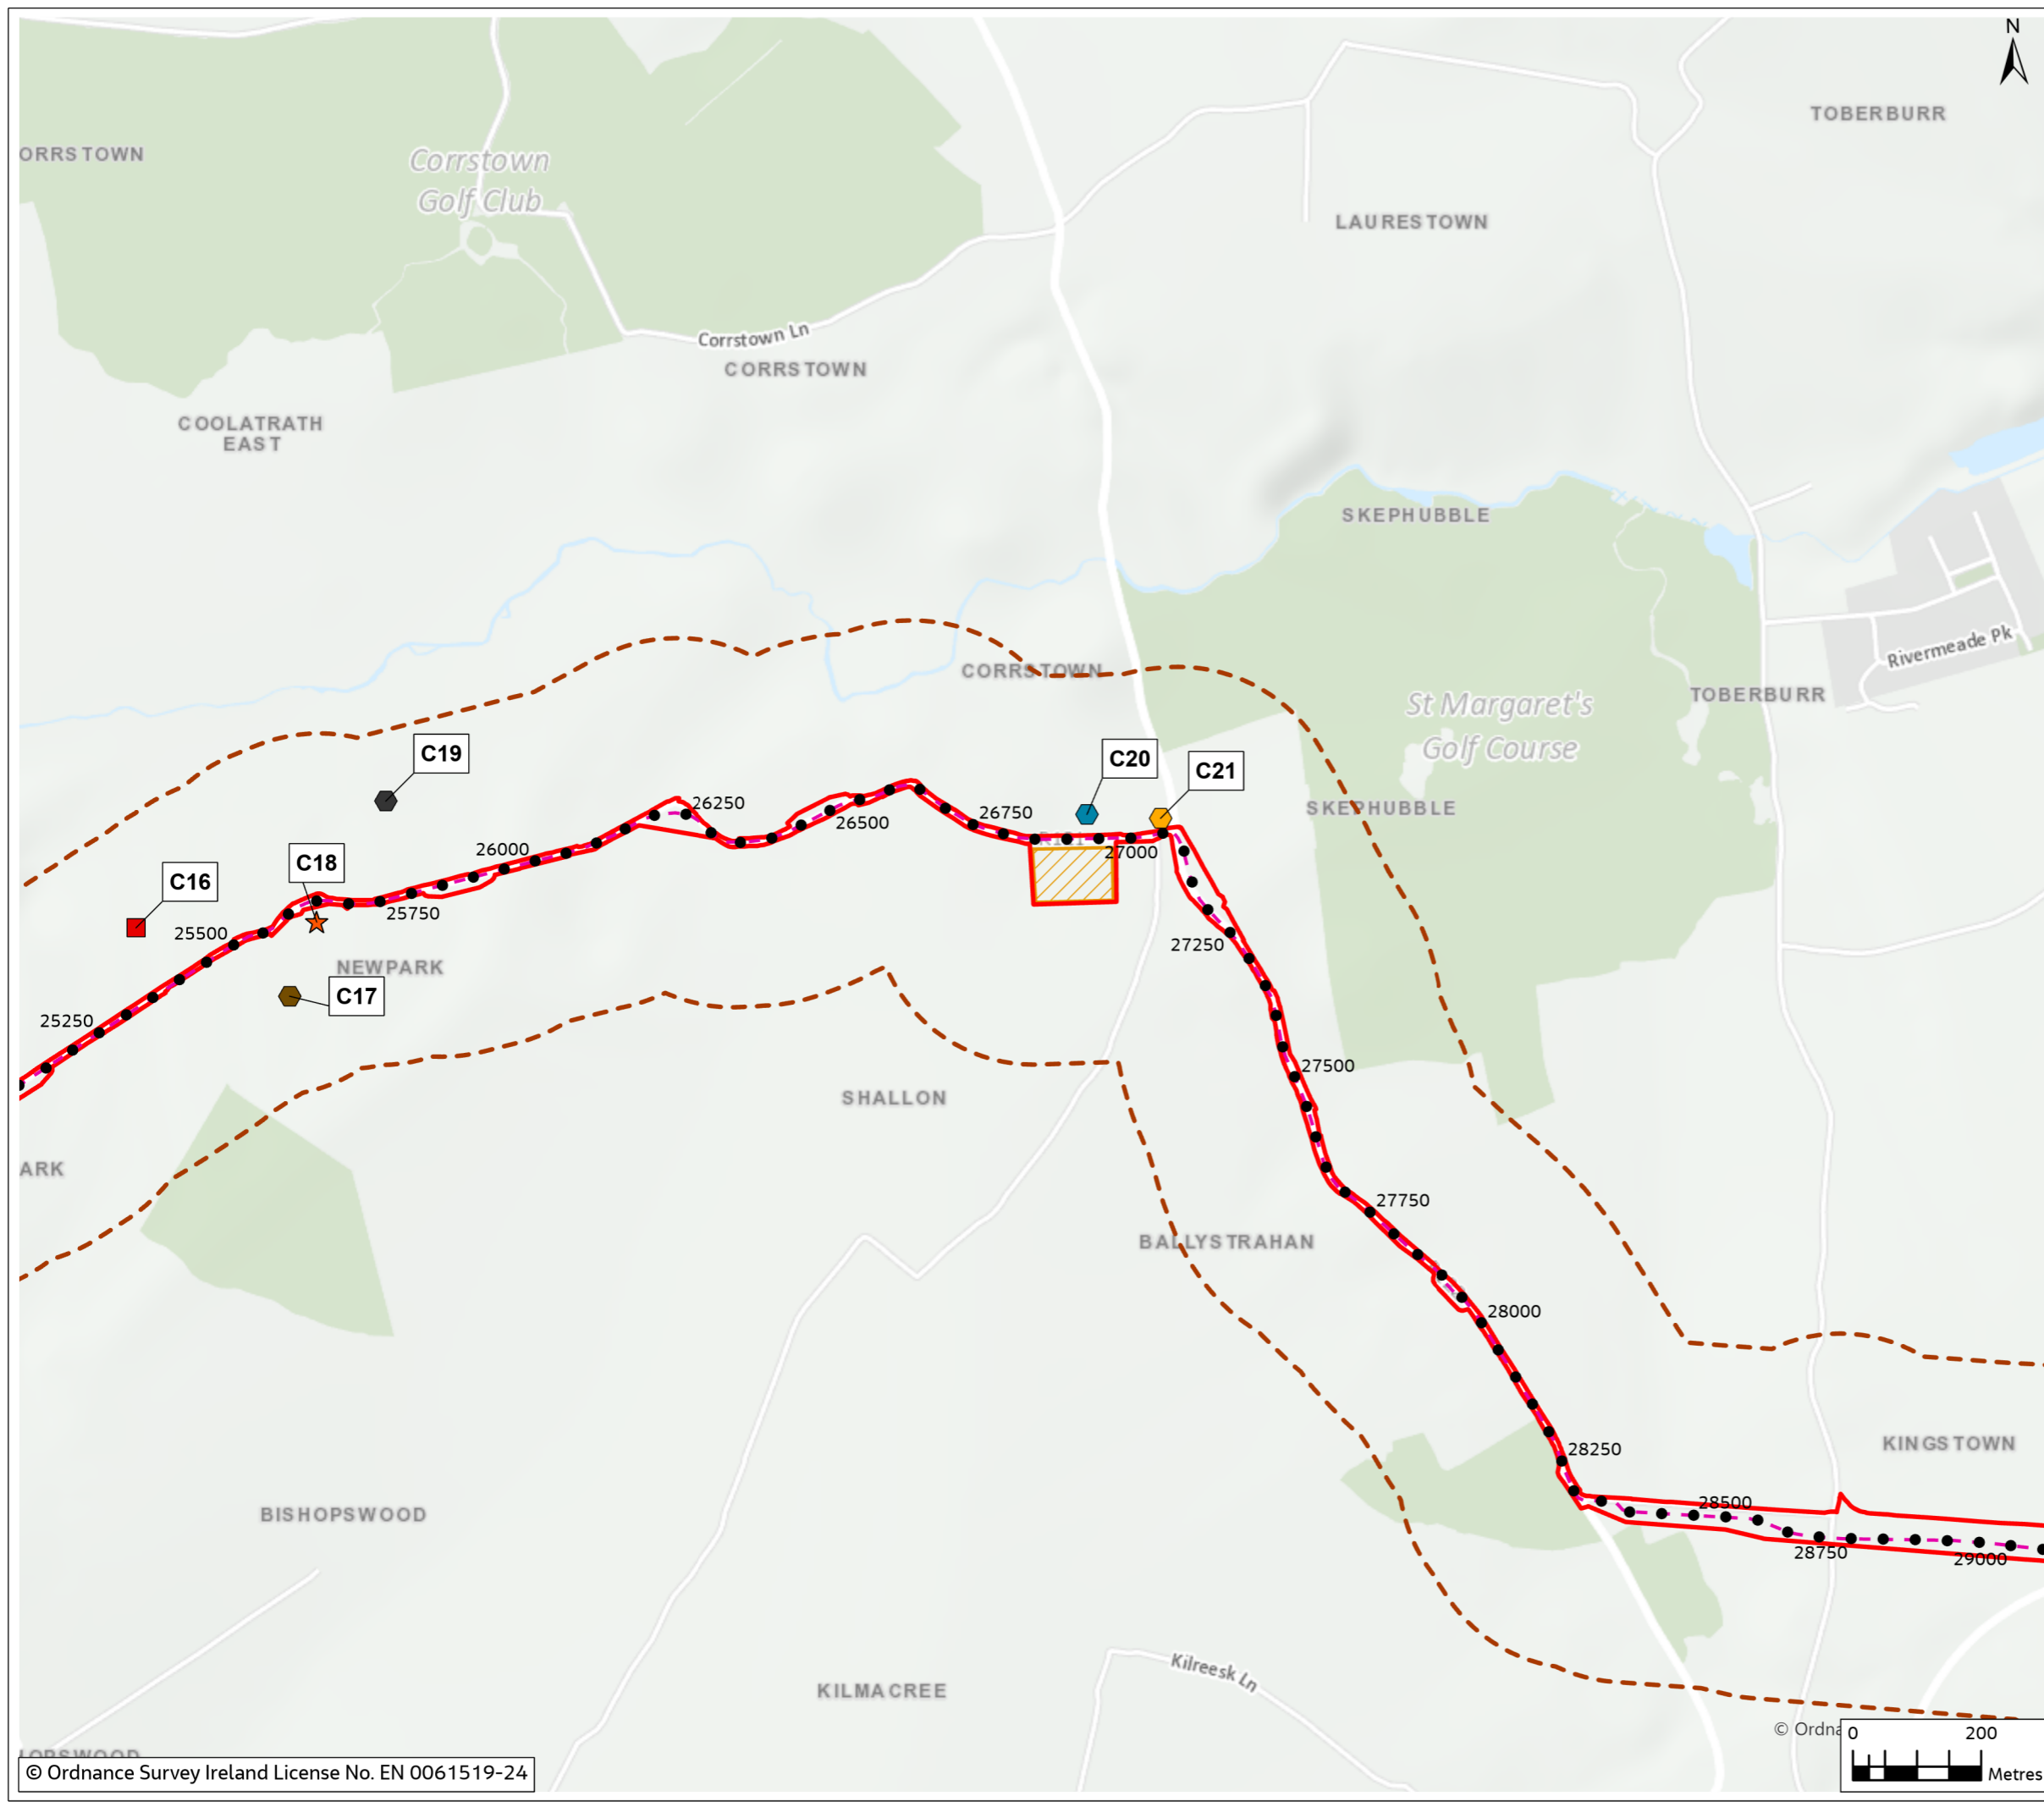 N
TOBERBURR
ORRSTOWN
Corrstown
Golf Club
LAURESTOWN
Corrstown Ln
CORRSTOWN
COOLATRATH
EAST
SKEPHUBBLE
Rivermeade Pk
CORRSTOWN
TOBERBURR
St Margaret's
Golf Course
C19
C20
C21
26250
SKEPHUBBLE
26750
26500
R121
27000
26000
C18
C16
25750
25500
27250
NEWPARK
C17
25250
27500
SHALLON
ARK
27750
BALLYSTRAHAN
28000
KINGSTOWN
28250
28500
BISHOPSWOOD
28750
29000
Kilreesk Ln
KILMACREE
© Ordna
0 200
Metres
© Ordnance Survey Ireland License No. EN 0061519-24